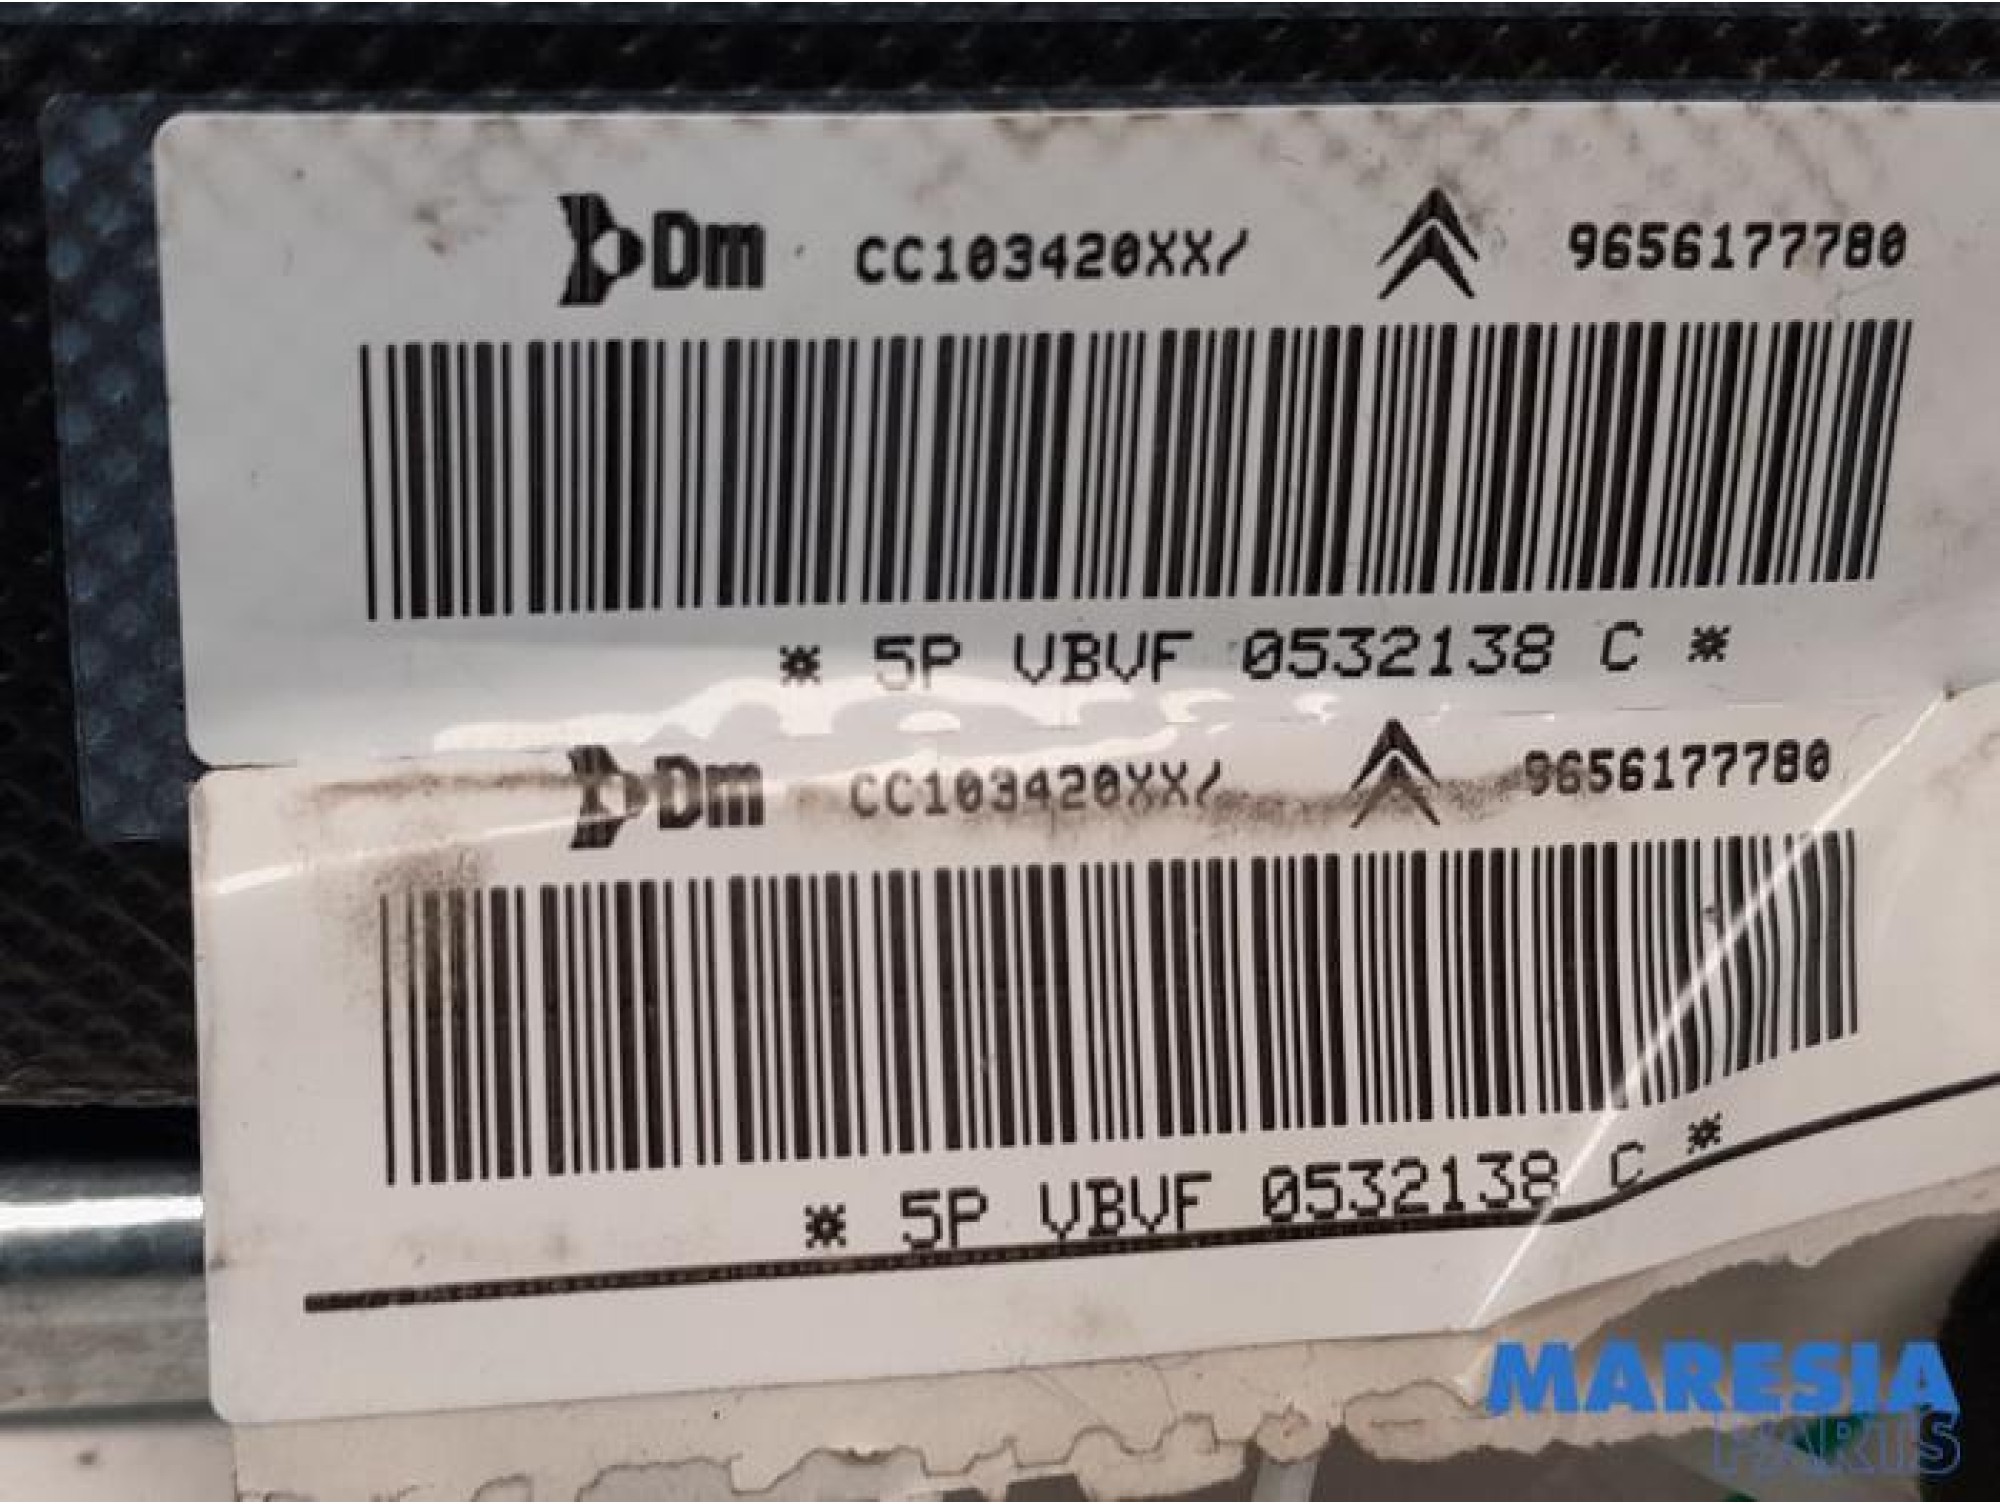 Dm CC103420XX/ 9656177780
* 5P VBVF 0532138 C *
Dm CC103420XX/ 9656177780
* 5P VBVF 0532138 C *
MARESIA
PARTS